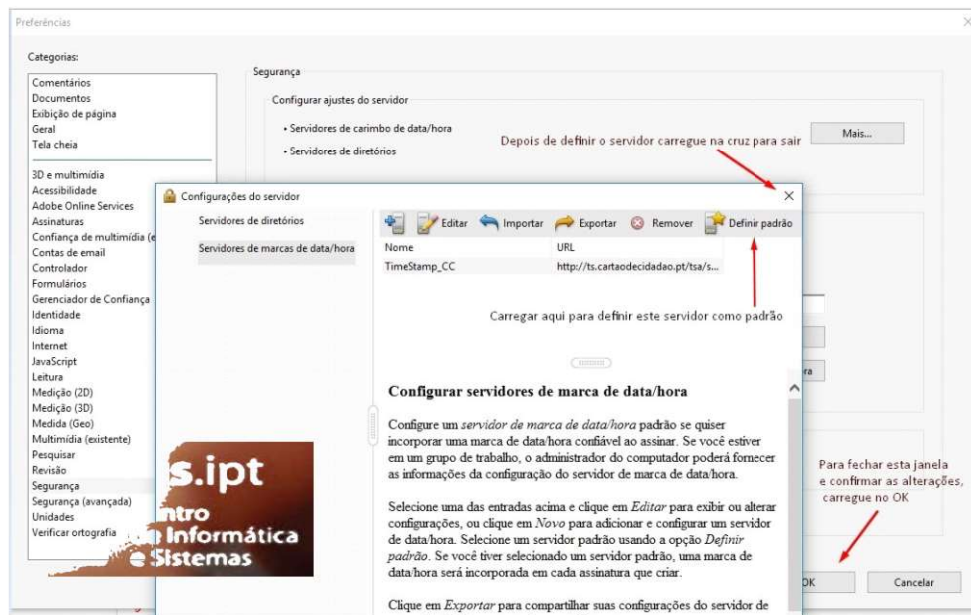 Preferências
Categorias:
Comentários
Documentos
Exibição de página
Geral
Tela cheia
3D e multimídia
Acessibilidade
Adobe Online Services
Assinaturas
Confiança de multimídia (e
Contas de email
Controlador
Formulários
Gerenciador de Confiança
Identidade
Idioma
Internet
JavaScript
Leitura
Medição (2D)
Medição (3D)
Medida (Geo)
Multimídia (existente)
Pesquisar
Revisão
Segurança
Segurança (avançada)
Unidades
Verificar ortografia
Segurança
Configurar ajustes do servidor
• Servidores de carimbo de data/hora
- Servidores de diretórios
Mais...
Depois de definir o servidor carregue na cruz para sair
Configurações do servidor
Servidores de diretórios
Servidores de marcas de data/hora
Editar Importar Exportar Remover Definir padrão
Nome URL
TimeStamp_CC http://ts.cartaodecidadao.pt/tsa/s...
Carregar aqui para definir este servidor como padrão
Configurar servidores de marca de data/hora
Configure um servidor de marca de data/hora padrão se quiser
incorporar uma marca de data/hora confiável ao assinar. Se você estiver
em um grupo de trabalho, o administrador do computador poderá fornecer
as informações da configuração do servidor de marca de data/hora.
Selecione uma das entradas acima e clique em Editar para exibir ou alterar
configurações, ou clique em Novo para adicionar e configurar um servidor
de data/hora. Selecione um servidor padrão usando a opção Definir
padrão. Se você tiver selecionado um servidor padrão, uma marca de
data/hora será incorporada em cada assinatura que criar.
Clique em Exportar para compartilhar suas configurações do servidor de
ora
Para fechar esta janela
e confirmar as alterações,
carregue no OK
OK Cancelar
s.ipt
ntro
e Informática
e Sistemas